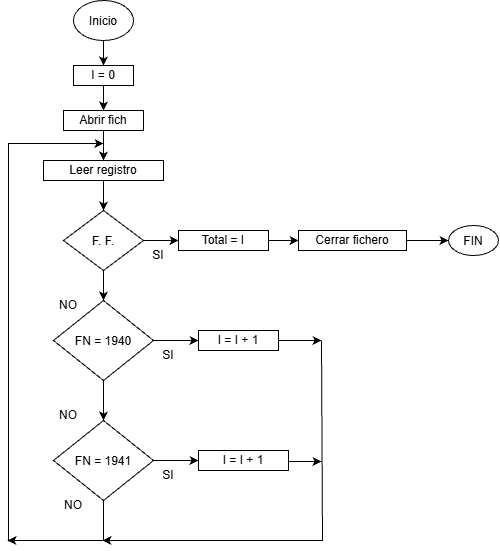 Inicio
I = 0
Abrir fich
Leer registro
F. F.
SI
Total = I
Cerrar fichero
FIN
NO
FN = 1940
SI
I = I + 1
NO
FN = 1941
SI
I = I + 1
NO